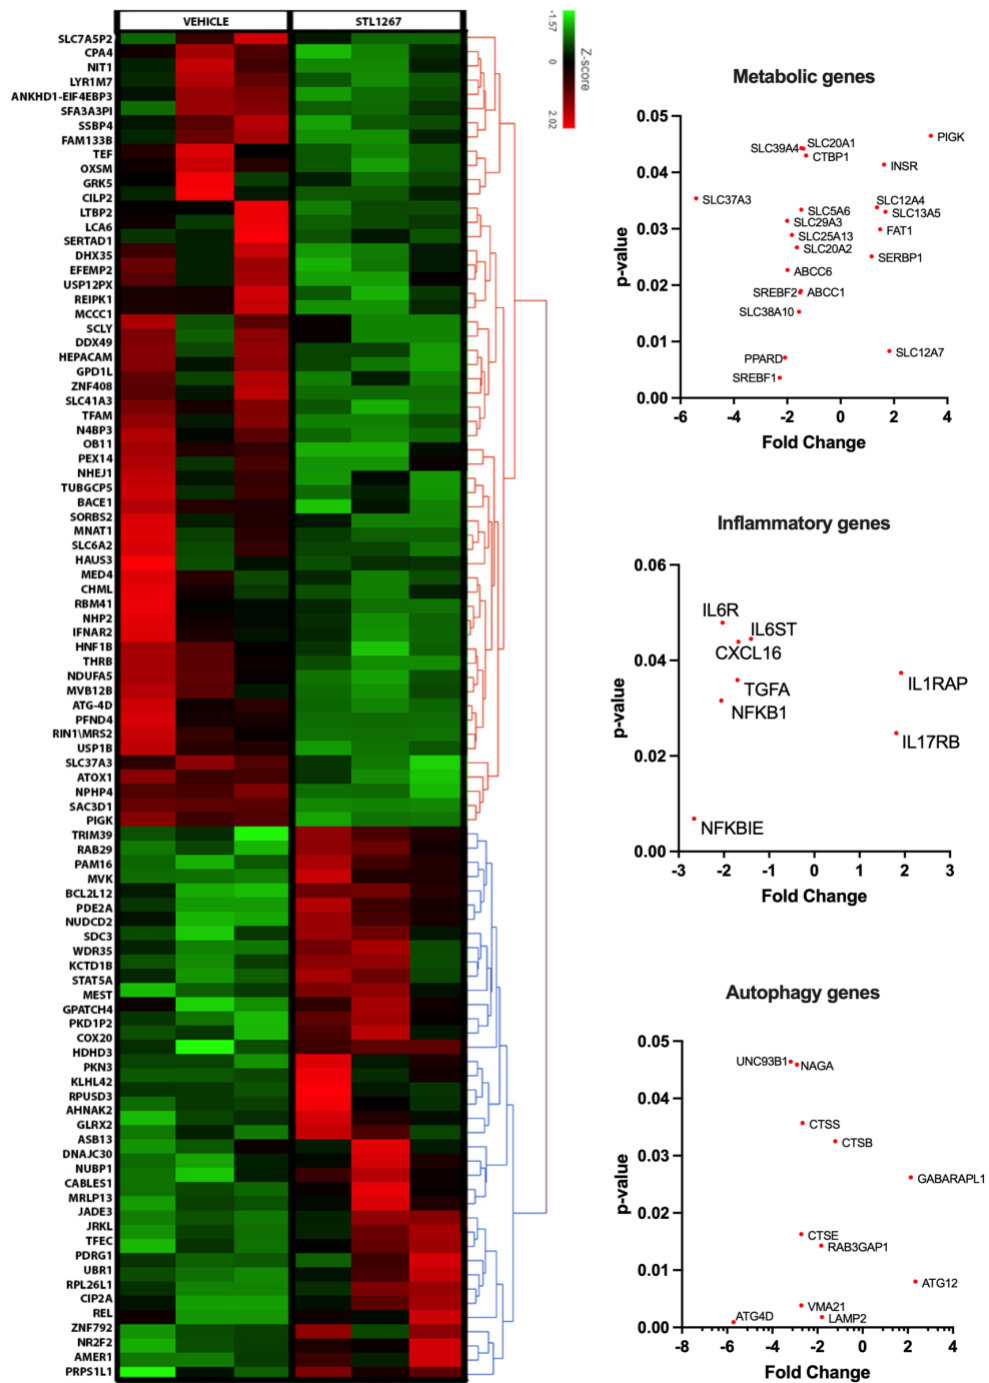 VEHICLE
STL1267
-1.57
0
2.02
Z-score
SLC7A5P2
CPA4
NIT1
LYR1M7
ANKHD1-EIF4EBP3
SFA3A3PI
SSBP4
FAM133B
TEF
OXSM
GRK5
CILP2
LTBP2
LCA6
SERTAD1
DHX35
EFEMP2
USP12PX
REIPK1
MCCC1
SCLY
DDX49
HEPACAM
GPD1L
ZNF408
SLC41A3
TFAM
N4BP3
OB11
PEX14
NHEJ1
TUBGCP5
BACE1
SORBS2
MNAT1
SLC6A2
HAUS3
MED4
CHML
RBM41
NHP2
IFNAR2
HNF1B
THRB
NDUFA5
MVB12B
ATG-4D
PFND4
RIN1\MRS2
USP1B
SLC37A3
ATOX1
NPHP4
SAC3D1
PIGK
TRIM39
RAB29
PAM16
MVK
BCL2L12
PDE2A
NUDCD2
SDC3
WDR35
KCTD1B
STAT5A
MEST
GPATCH4
PKD1P2
COX20
HDHD3
PKN3
KLHL42
RPUSD3
AHNAK2
GLRX2
ASB13
DNAJC30
NUBP1
CABLES1
MRLP13
JADE3
JRKL
TFEC
PDRG1
UBR1
RPL26L1
CIP2A
REL
ZNF792
NR2F2
AMER1
PRPS1L1
Metabolic genes
p-value
0.05
0.04
0.03
0.02
0.01
0.00
PIGK
SLC39A4
SLC20A1
CTBP1
INSR
SLC37A3
SLC12A4
SLC5A6
SLC13A5
SLC29A3
FAT1
SLC25A13
SLC20A2
SERBP1
ABCC6
SREBF2
ABCC1
SLC38A10
SLC12A7
PPARD
SREBF1
-6 -4 -2 0 2 4
Fold Change
Inflammatory genes
p-value
0.06
0.04
0.02
0.00
IL6R
IL6ST
CXCL16
IL1RAP
TGFA
NFKB1
IL17RB
NFKBIE
-3 -2 -1 0 1 2 3
Fold Change
Autophagy genes
p-value
0.05
0.04
0.03
0.02
0.01
0.00
UNC93B1
NAGA
CTSS
CTSB
GABARAPL1
CTSE
RAB3GAP1
ATG12
VMA21
ATG4D
LAMP2
-8 -6 -4 -2 0 2 4
Fold Change